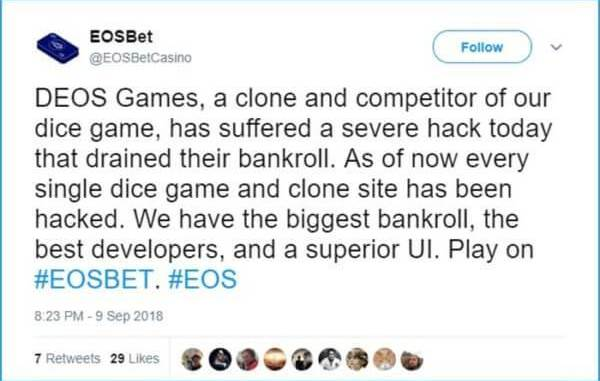 EOSBet
@EOSBetCasino
Follow
DEOS Games, a clone and competitor of our
dice game, has suffered a severe hack today
that drained their bankroll. As of now every
single dice game and clone site has been
hacked. We have the biggest bankroll, the
best developers, and a superior UI. Play on
#EOSBET. #EOS
8:23 PM - 9 Sep 2018
7 Retweets 29 Likes